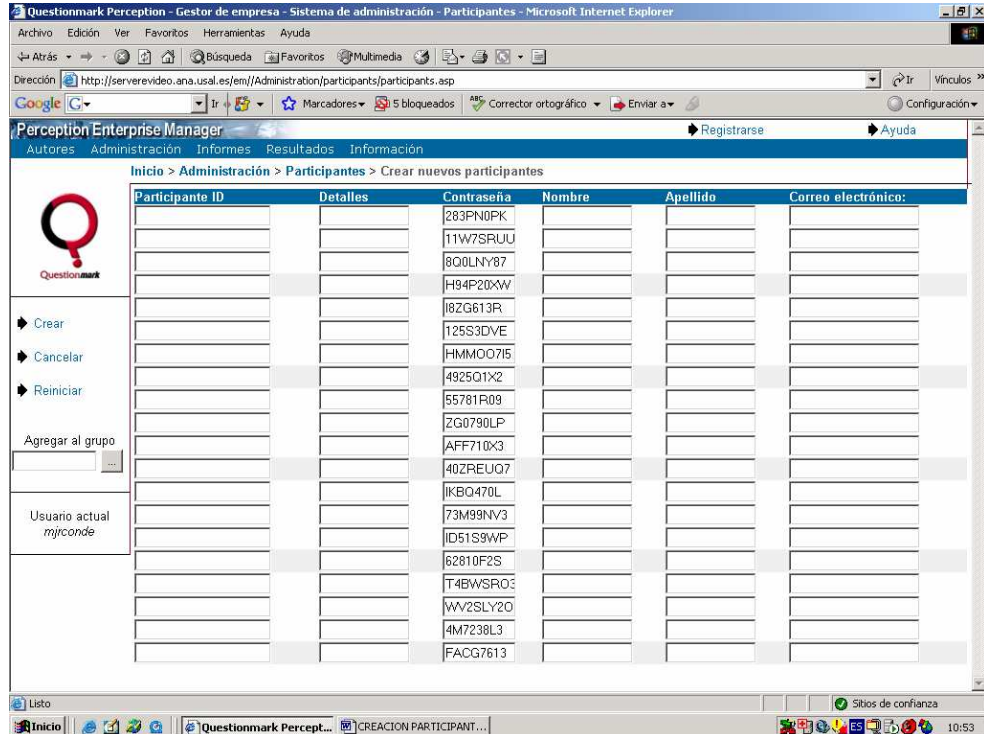 Questionmark Perception - Gestor de empresa - Sistema de administración - Participantes - Microsoft Internet Explorer
Archivo Edición Ver Favoritos Herramientas Ayuda
Atrás Búsqueda Favoritos Multimedia
Dirección http://serverevideo.ana.usal.es/em//Administration/participants/participants.asp Ir Vínculos »
Google G Ir Marcadores 5 bloqueados ABC Corrector ortográfico Enviar a Configuración
Perception Enterprise Manager Registrarse Ayuda
Autores Administración Informes Resultados Información
Inicio > Administración > Participantes > Crear nuevos participantes
Participante ID Detalles Contraseña Nombre Apellido Correo electrónico:
283PN0PK
11W7SRUU
8Q0LNY87
Questionmark
H94P20XW
I8ZG613R
Crear
125S3DVE
Cancelar
HMMOO7I5
4925Q1X2
Reiniciar
55781R09
ZG0790LP
Agregar al grupo
AFF710X3
...
40ZREUQ7
IKBQ470L
Usuario actual
73M99NV3
mjrconde
ID51S9WP
62810F2S
T4BWSRO3
WV2SLY2O
4M7238L3
FACG7613
Listo Sitios de confianza
Inicio Questionmark Percept... CREACION PARTICIPANT... ES 10:53